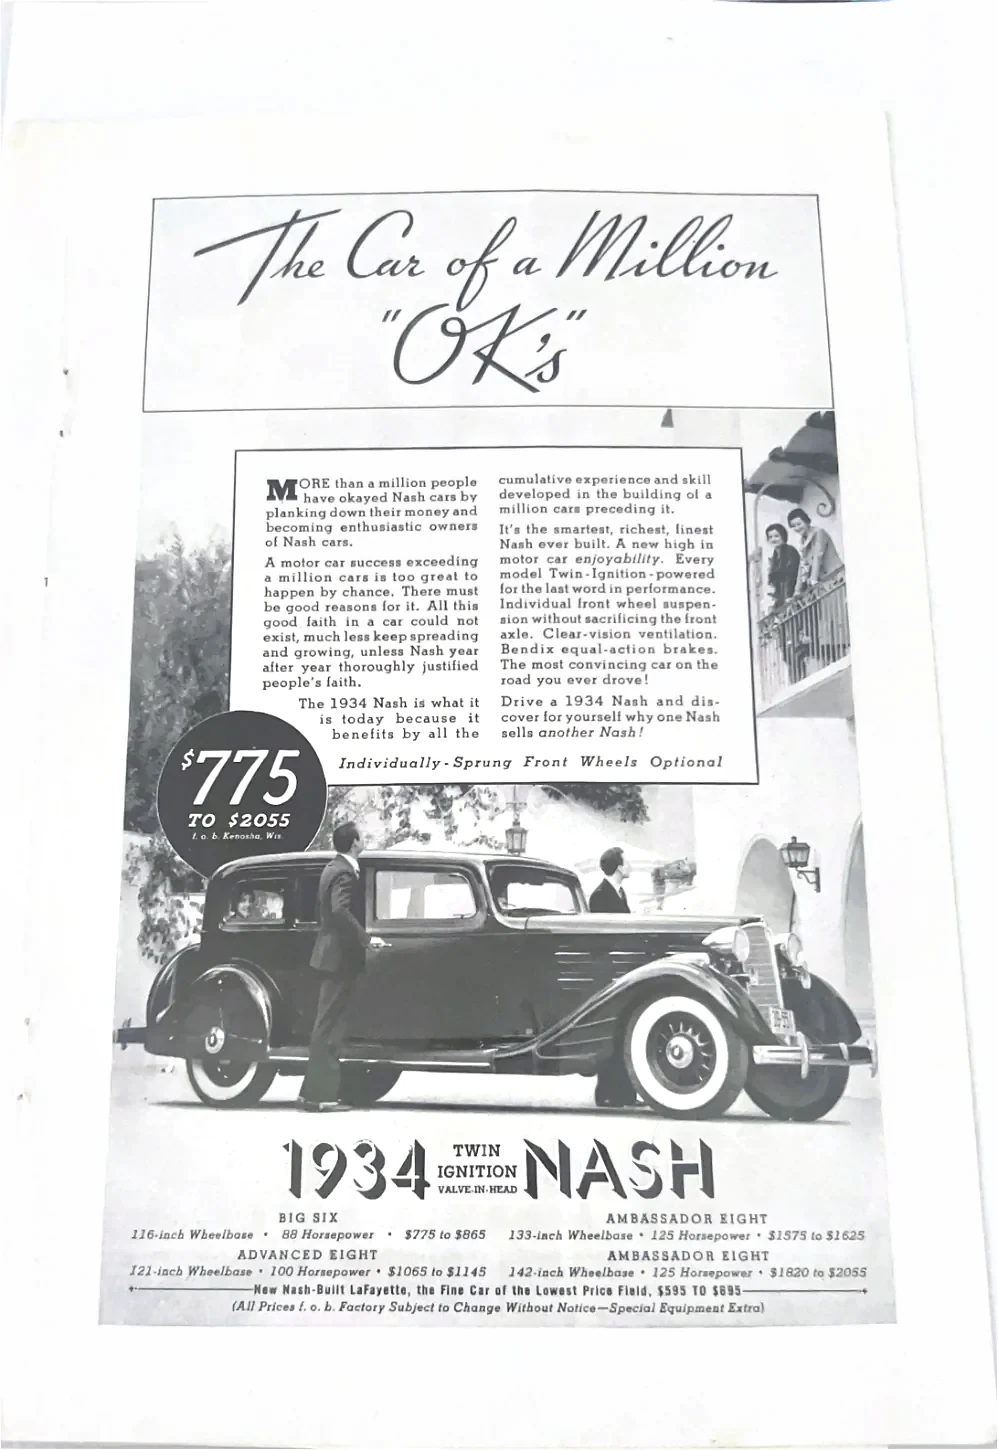 The Car of a Million
"OK's"
MORE than a million people
have okayed Nash cars by
planking down their money and
becoming enthusiastic owners
of Nash cars.
A motor car success exceeding
a million cars is too great to
happen by chance. There must
be good reasons for it. All this
good faith in a car could not
exist, much less keep spreading
and growing, unless Nash year
after year thoroughly justified
people's faith.
The 1934 Nash is what it
is today because it
benefits by all the
cumulative experience and skill
developed in the building of a
million cars preceding it.
It's the smartest, richest, finest
Nash ever built. A new high in
motor car enjoyability. Every
model Twin-Ignition-powered
for the last word in performance.
Individual front wheel suspen-
sion without sacrificing the front
axle. Clear-vision ventilation.
Bendix equal-action brakes.
The most convincing car on the
road you ever drove!
Drive a 1934 Nash and dis-
cover for yourself why one Nash
sells another Nash!
Individually-Sprung Front Wheels Optional
$775
TO $2055
f. o. b. Kenosha, Wis.
1934 TWIN IGNITION VALVE-IN-HEAD NASH
BIG SIX
116-inch Wheelbase • 88 Horsepower • $775 to $865
ADVANCED EIGHT
121-inch Wheelbase • 100 Horsepower • $1065 to $1145
AMBASSADOR EIGHT
133-inch Wheelbase • 125 Horsepower • $1575 to $1625
AMBASSADOR EIGHT
142-inch Wheelbase • 125 Horsepower • $1820 to $2055
New Nash-Built LaFayette, the Fine Car of the Lowest Price Field, $595 TO $695
(All Prices f. o. b. Factory Subject to Change Without Notice—Special Equipment Extra)